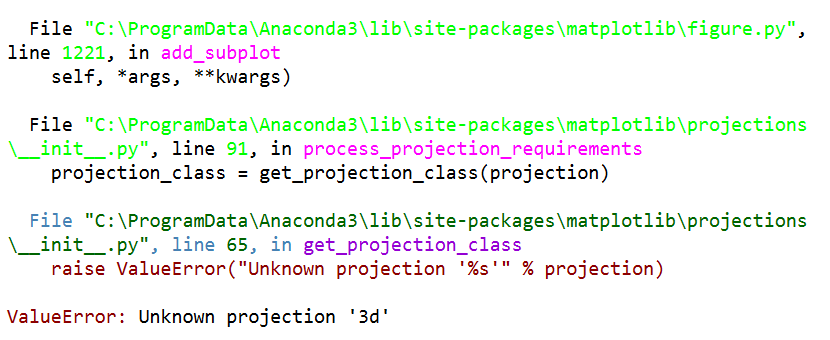 File "C:\ProgramData\Anaconda3\lib\site-packages\matplotlib\figure.py",
line 1221, in add_subplot
self, *args, **kwargs)
File "C:\ProgramData\Anaconda3\lib\site-packages\matplotlib\projections
\__init__.py", line 91, in process_projection_requirements
projection_class = get_projection_class(projection)
File "C:\ProgramData\Anaconda3\lib\site-packages\matplotlib\projections
\__init__.py", line 65, in get_projection_class
raise ValueError("Unknown projection '%s'" % projection)
ValueError: Unknown projection '3d'